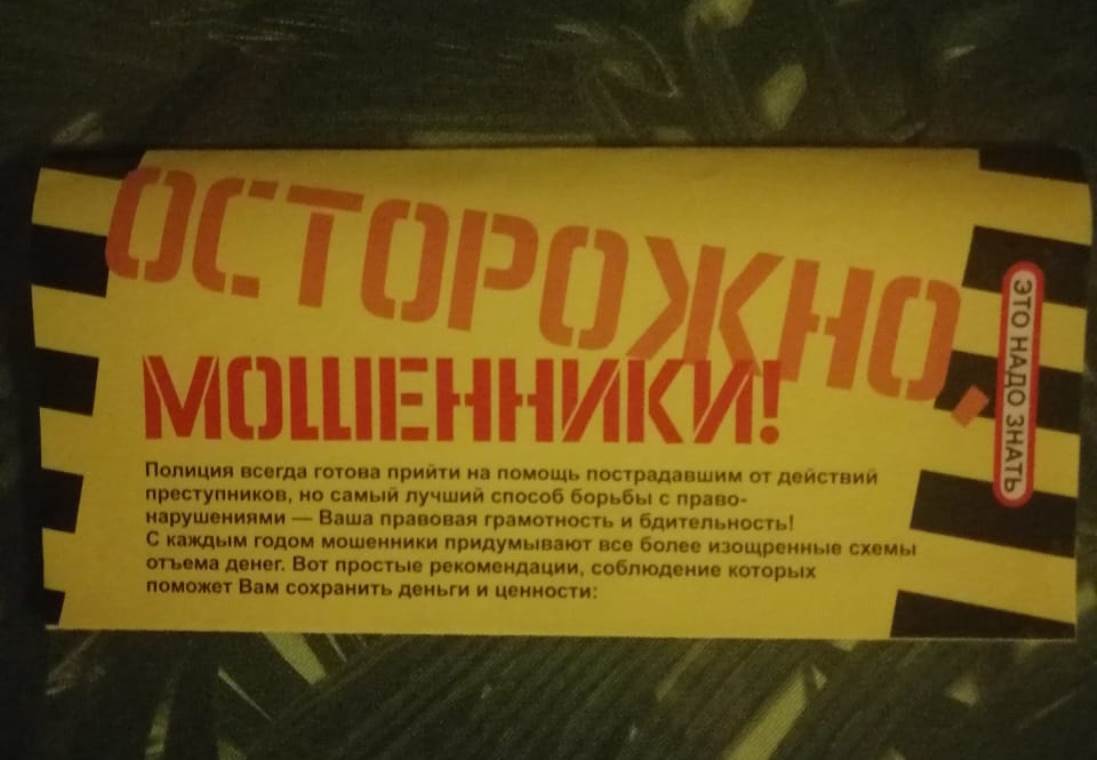 ОСТОРОЖНО,
МОШЕННИКИ!
ЭТО НАДО ЗНАТЬ
Полиция всегда готова прийти на помощь пострадавшим от действий
преступников, но самый лучший способ борьбы с право-
нарушениями — Ваша правовая грамотность и бдительность!
С каждым годом мошенники придумывают все более изощренные схемы
отъема денег. Вот простые рекомендации, соблюдение которых
поможет Вам сохранить деньги и ценности: